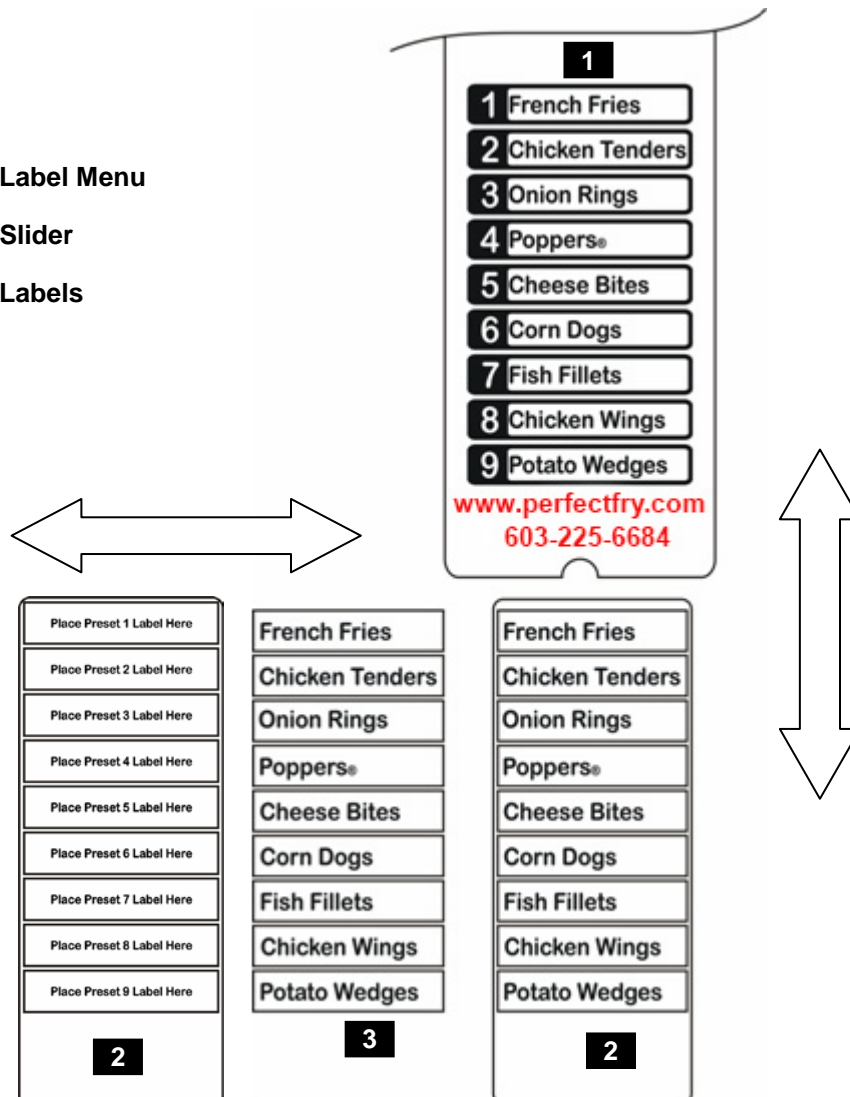 1
1 French Fries
2 Chicken Tenders
3 Onion Rings
4 Poppers®
5 Cheese Bites
6 Corn Dogs
7 Fish Fillets
8 Chicken Wings
9 Potato Wedges
www.perfectfry.com
603-225-6684
Label Menu
Slider
Labels
Place Preset 1 Label Here
Place Preset 2 Label Here
Place Preset 3 Label Here
Place Preset 4 Label Here
Place Preset 5 Label Here
Place Preset 6 Label Here
Place Preset 7 Label Here
Place Preset 8 Label Here
Place Preset 9 Label Here
2
French Fries
Chicken Tenders
Onion Rings
Poppers®
Cheese Bites
Corn Dogs
Fish Fillets
Chicken Wings
Potato Wedges
3
French Fries
Chicken Tenders
Onion Rings
Poppers®
Cheese Bites
Corn Dogs
Fish Fillets
Chicken Wings
Potato Wedges
2